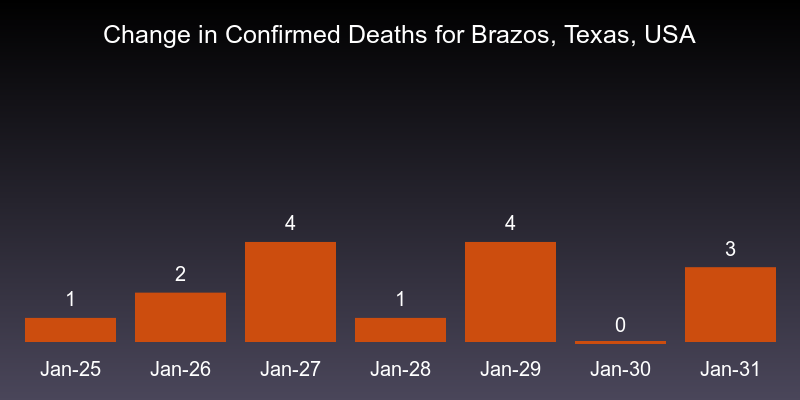 Change in Confirmed Deaths for Brazos, Texas, USA
1 2 4 1 4 0 3
Jan-25 Jan-26 Jan-27 Jan-28 Jan-29 Jan-30 Jan-31